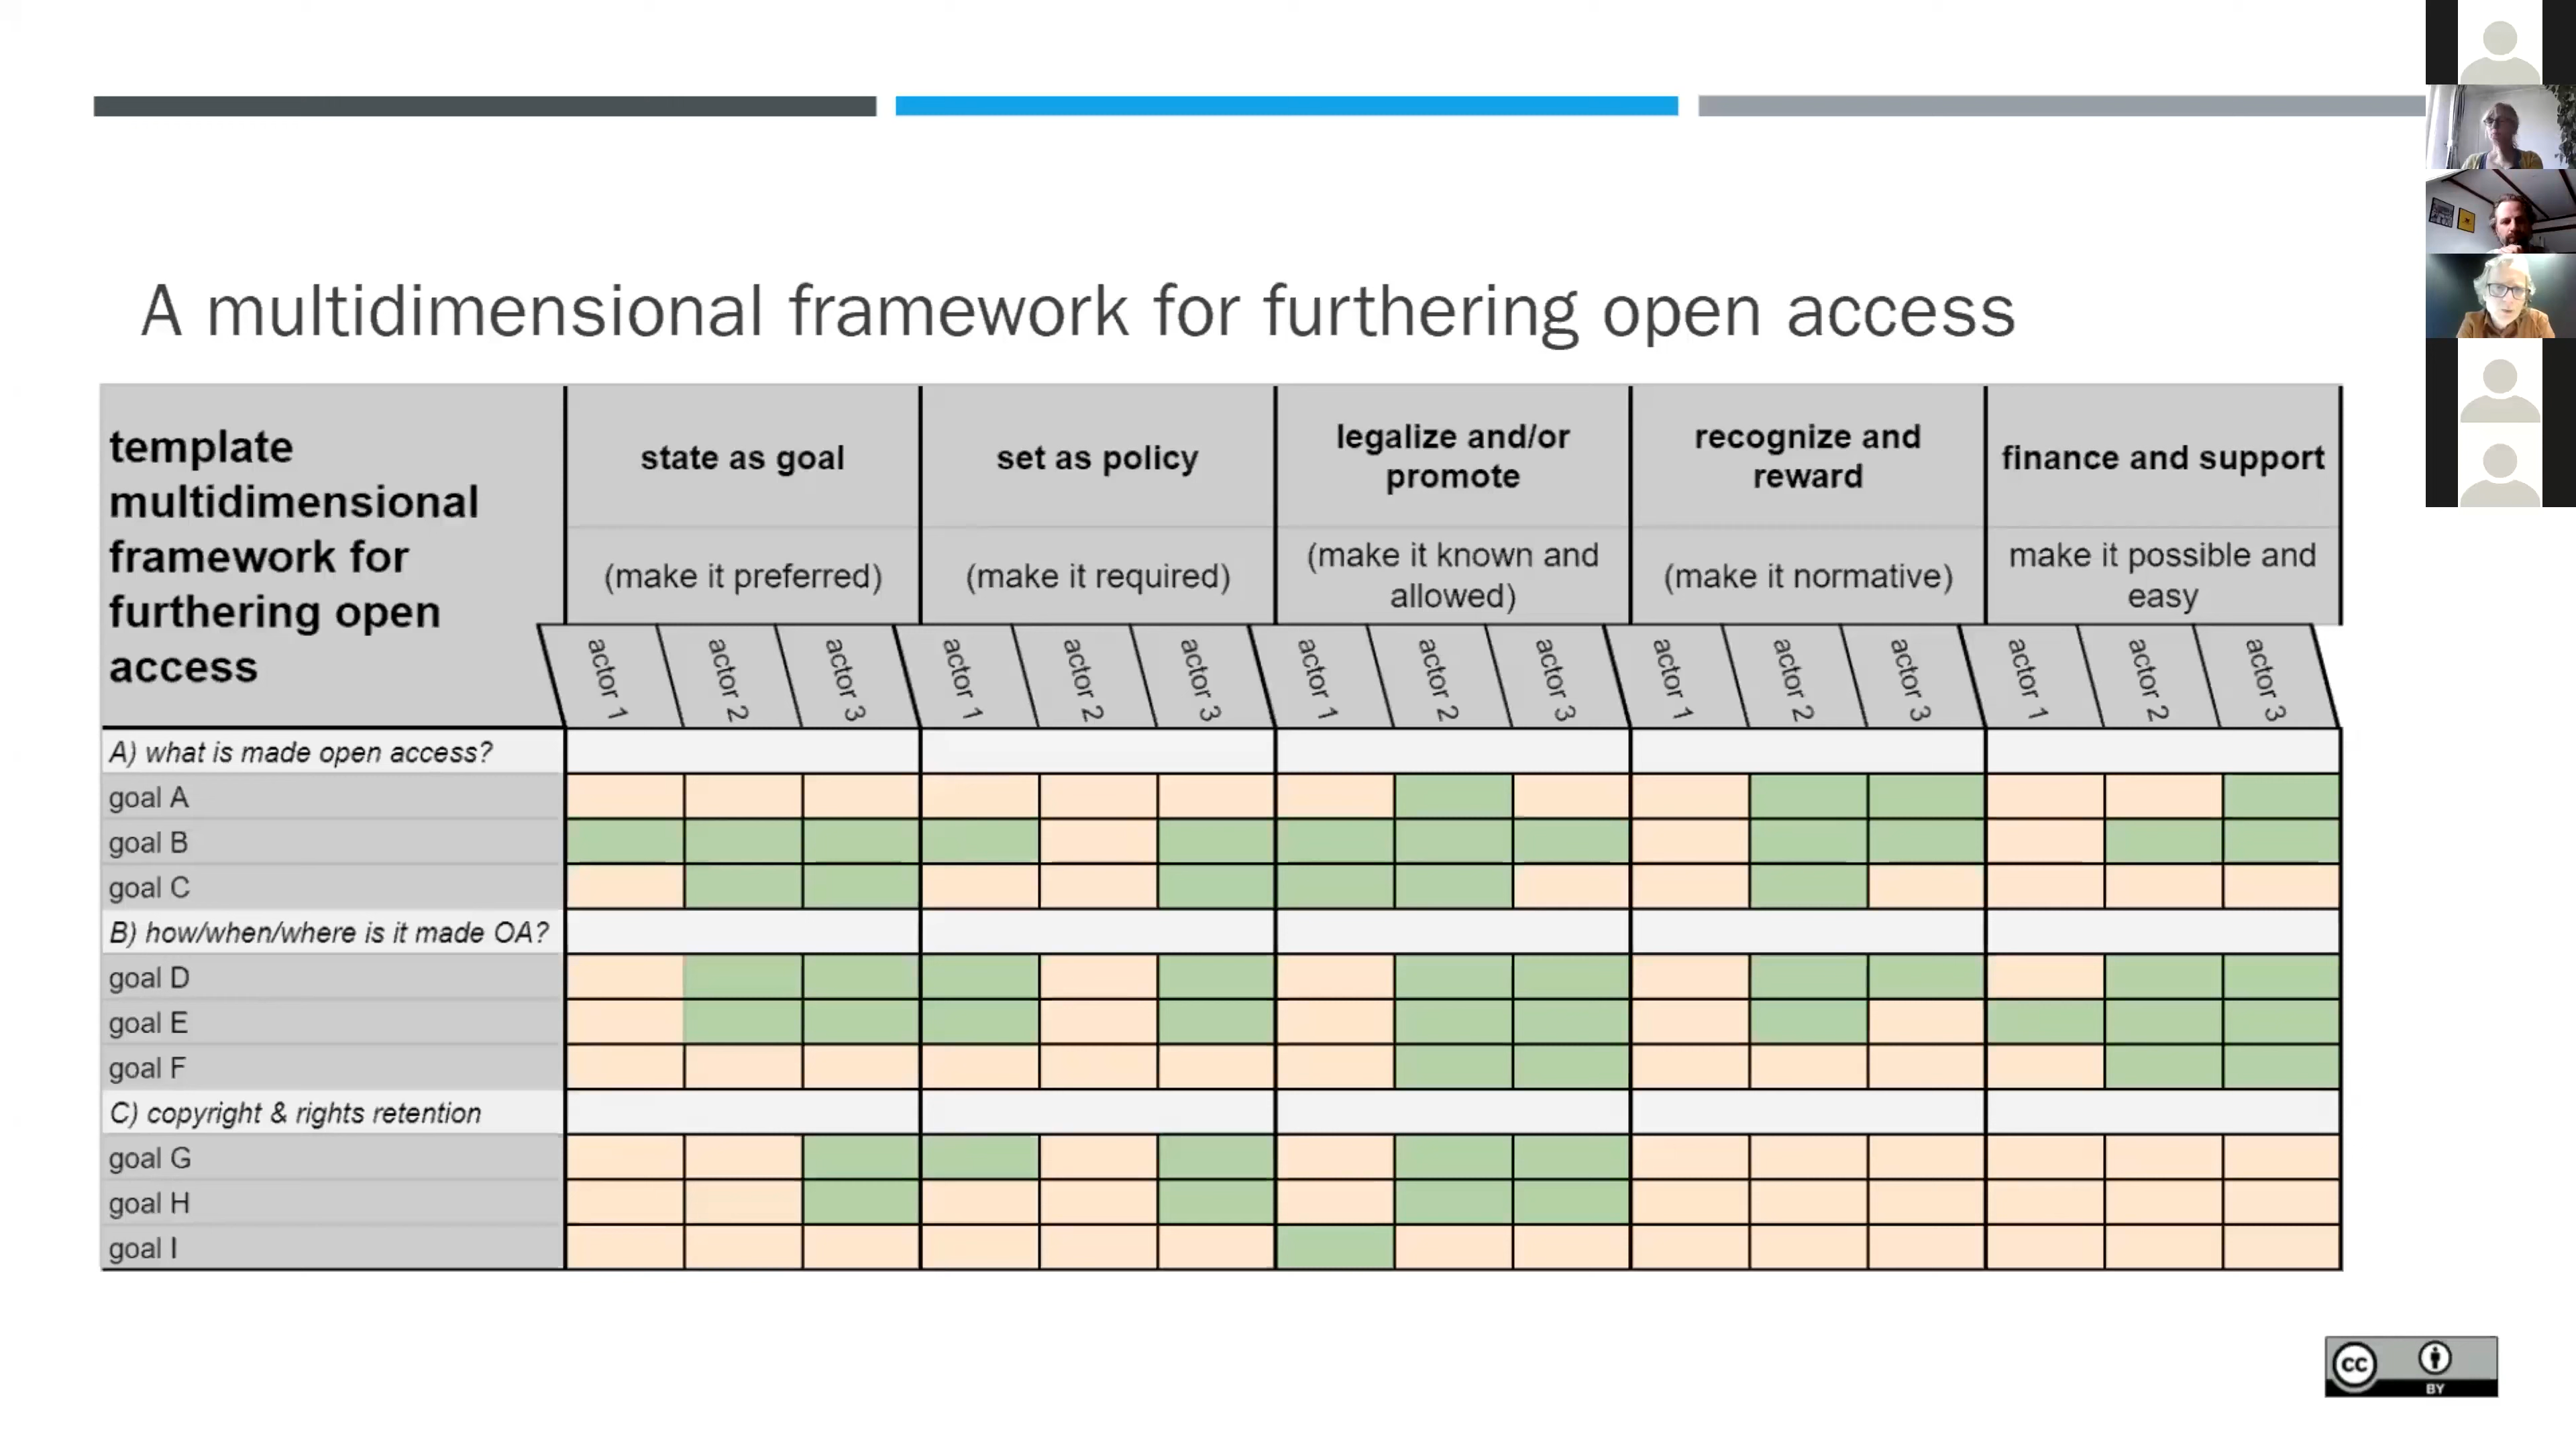 A multidimensional framework for furthering open access
template
multidimensional
framework for
furthering open
access
state as goal
set as policy
legalize and/or
promote
recognize and
reward
finance and support
(make it preferred)
(make it required)
(make it known and
allowed)
(make it normative)
make it possible and
easy
actor 1
actor 2
actor 3
actor 1
actor 2
actor 3
actor 1
actor 2
actor 3
actor 1
actor 2
actor 3
actor 1
actor 2
actor 3
A) what is made open access?
goal A
goal B
goal C
B) how/when/where is it made OA?
goal D
goal E
goal F
C) copyright & rights retention
goal G
goal H
goal I
cc
BY